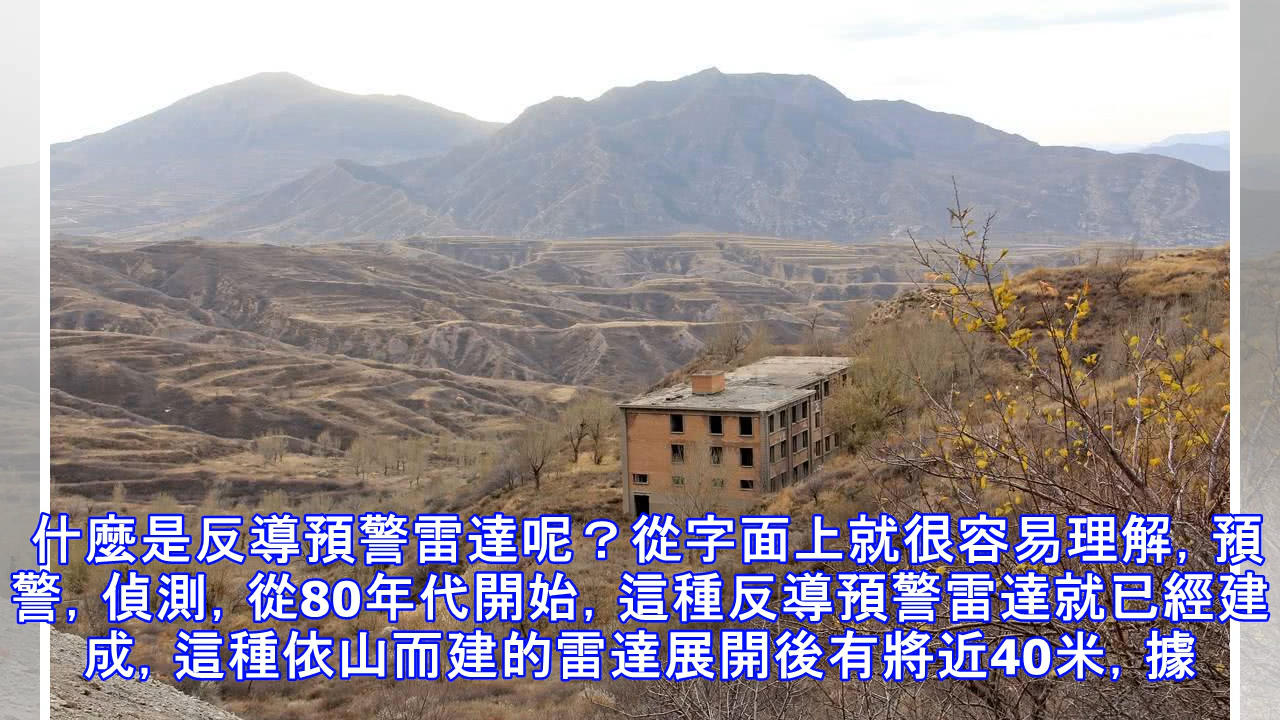 什麼是反導預警雷達呢？從字面上就很容易理解, 預
警, 偵測, 從80年代開始, 這種反導預警雷達就已經建
成, 這種依山而建的雷達展開後有將近40米, 據